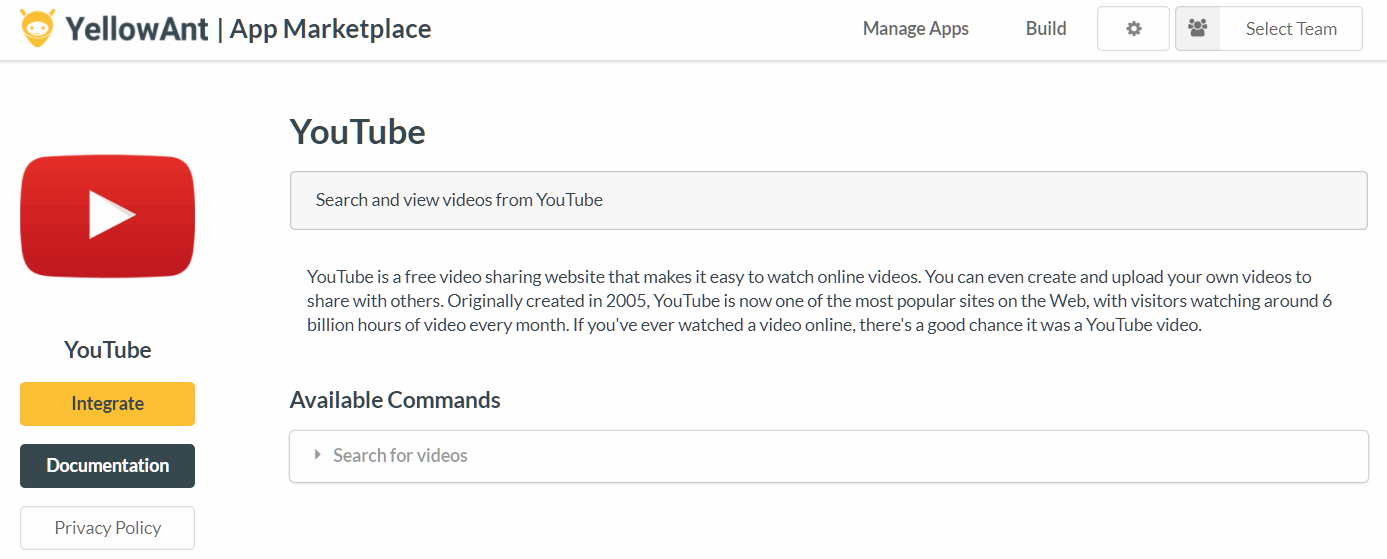 YellowAnt | App Marketplace
Manage Apps
Build
Select Team
YouTube
Search and view videos from YouTube
YouTube is a free video sharing website that makes it easy to watch online videos. You can even create and upload your own videos to
share with others. Originally created in 2005, YouTube is now one of the most popular sites on the Web, with visitors watching around 6
billion hours of video every month. If you've ever watched a video online, there's a good chance it was a YouTube video.
YouTube
Integrate
Documentation
Privacy Policy
Available Commands
Search for videos